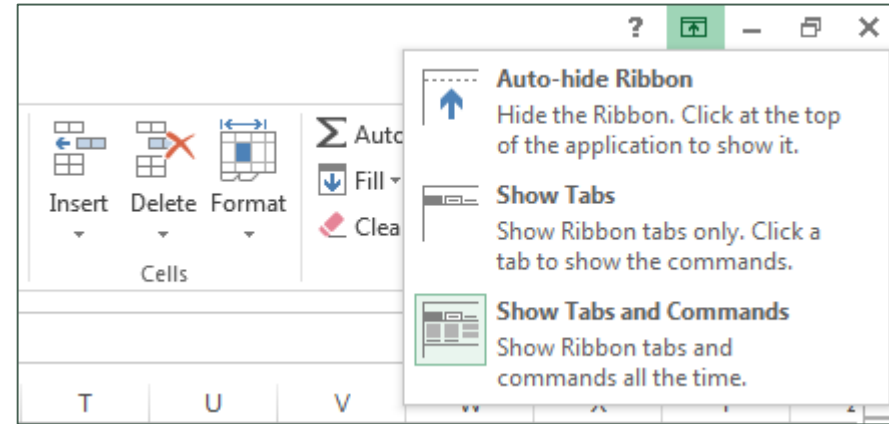 ?
Auto-hide Ribbon
Hide the Ribbon. Click at the top
of the application to show it.
Show Tabs
Show Ribbon tabs only. Click a
tab to show the commands.
Show Tabs and Commands
Show Ribbon tabs and
commands all the time.
Insert Delete Format
Cells
Σ Auto
Fill
Clea
T U V W X Y